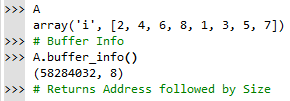 >>> A
array('i', [2, 4, 6, 8, 1, 3, 5, 7])
>>> # Buffer Info
>>> A.buffer_info()
(58284032, 8)
>>> # Returns Address followed by Size